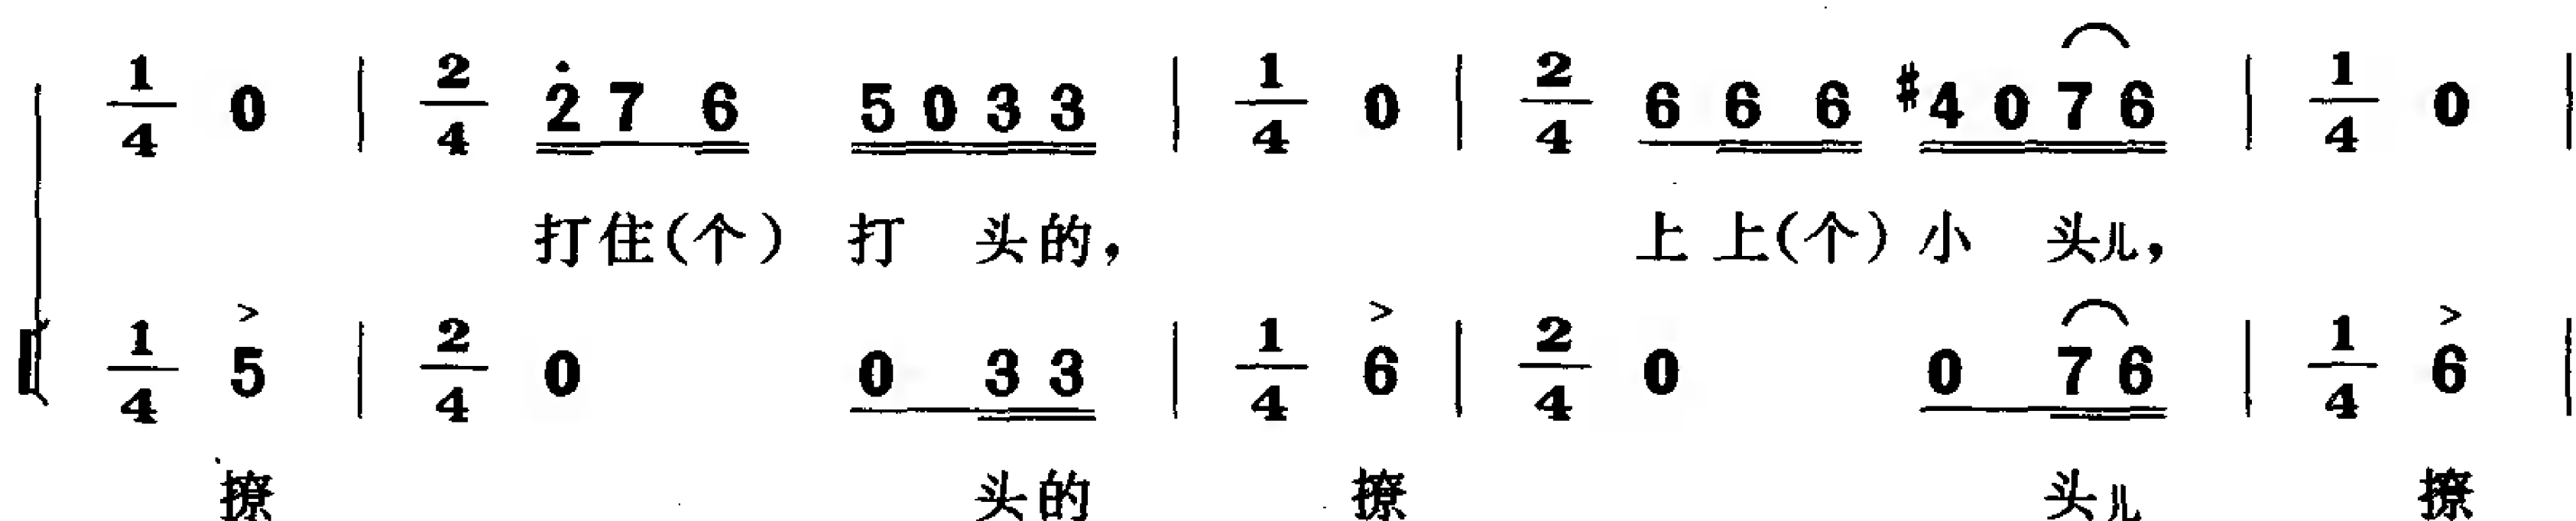 1/4 0 | 2/4 2̇ 7 6 5 0 3 3 | 1/4 0 | 2/4 6 6 6 #4 0 7 6 | 1/4 0 |
打住(个) 打 头的, 上 上(个) 小 头儿,
1/4 5 | 2/4 0 0 3 3 | 1/4 6 | 2/4 0 0 7 6 | 1/4 6 |
撩 头的 撩 头儿 撩